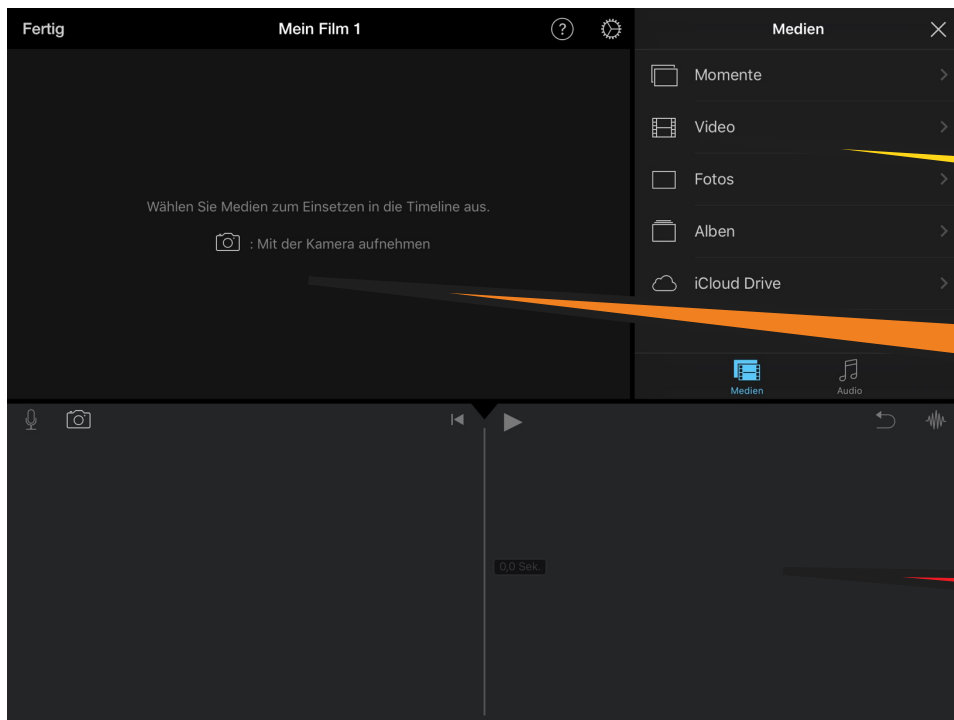 Fertig
Mein Film 1
?
Medien
Momente
Video
Fotos
Alben
iCloud Drive
Wählen Sie Medien zum Einsetzen in die Timeline aus.
: Mit der Kamera aufnehmen
Medien
Audio
0,0 Sek.